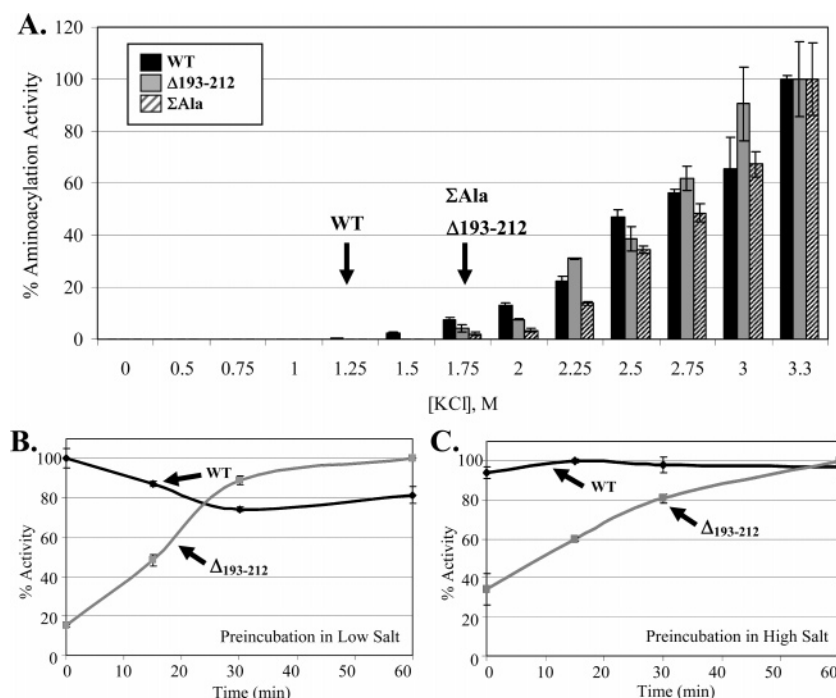 A.
120
100
80
60
40
20
0
% Aminoacylation Activity
WT
Δ193-212
ΣAla
WT
ΣAla
Δ193-212
0 0.5 0.75 1 1.25 1.5 1.75 2 2.25 2.5 2.75 3 3.3
[KCl], M
B.
100
80
60
40
20
0
% Activity
WT
Δ193-212
Preincubation in Low Salt
0 10 20 30 40 50 60
Time (min)
C.
100
80
60
40
20
0
% Activity
WT
Δ193-212
Preincubation in High Salt
0 10 20 30 40 50 60
Time (min)